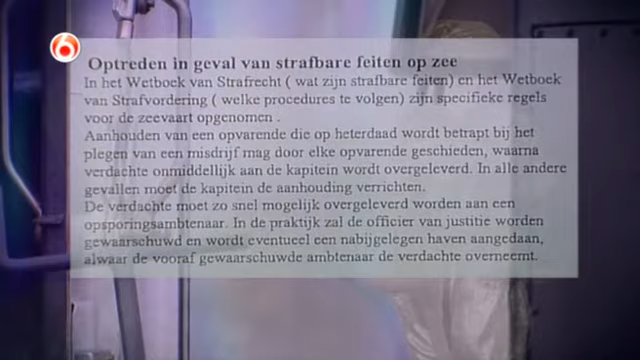 6
Optreden in geval van strafbare feiten op zee
In het Wetboek van Strafrecht ( wat zijn strafbare feiten) en het Wetboek
van Strafvordering ( welke procedures te volgen) zijn specifieke regels
voor de zeevaart opgenomen .
Aanhouden van een opvarende die op heterdaad wordt betrapt bij het
plegen van een misdrijf mag door elke opvarende geschieden, waarna
verdachte onmiddellijk aan de kapitein wordt overgeleverd. In alle andere
gevallen moet de kapitein de aanhouding verrichten.
De verdachte moet zo snel mogelijk overgeleverd worden aan een
opsporingsambtenaar. In de praktijk zal de officier van justitie worden
gewaarschuwd en wordt eventueel een nabijgelegen haven aangedaan,
alwaar de vooraf gewaarschuwde ambtenaar de verdachte overneemt.